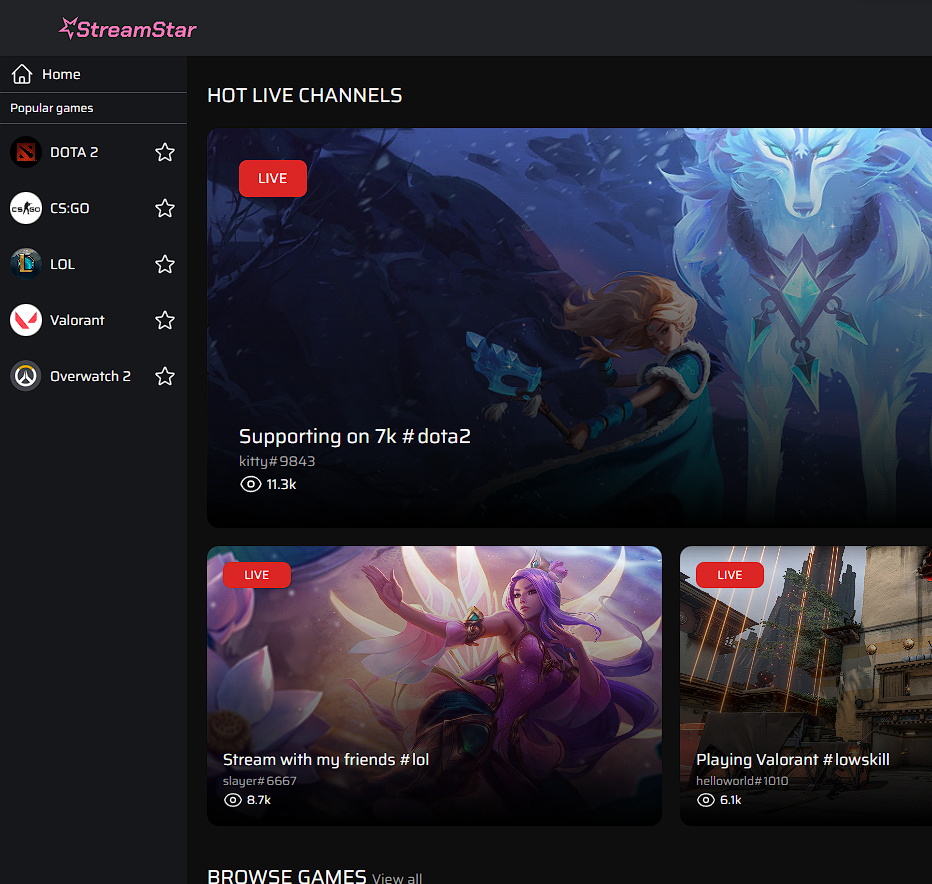 StreamStar
Home
Popular games
DOTA 2
CS:GO
LOL
Valorant
Overwatch 2
HOT LIVE CHANNELS
LIVE
Supporting on 7k #dota2
kitty#9843
11.3k
LIVE
Stream with my friends #lol
slayer#6667
8.7k
LIVE
Playing Valorant #lowskill
helloworld#1010
6.1k
BROWSE GAMES View all